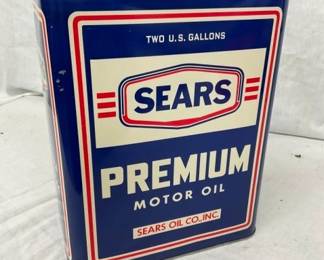 TWO U.S. GALLONS
SEARS
PREMIUM
MOTOR OIL
SEARS OIL CO., INC.